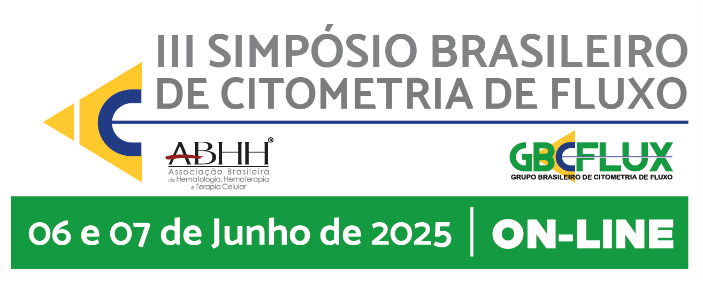 III SIMPÓSIO BRASILEIRO
DE CITOMETRIA DE FLUXO
ABHH®
Associação Brasileira
de Hematologia, Hemoterapia
e Terapia Celular
GBCFLUX
GRUPO BRASILEIRO DE CITOMETRIA DE FLUXO
06 e 07 de Junho de 2025 | ON-LINE